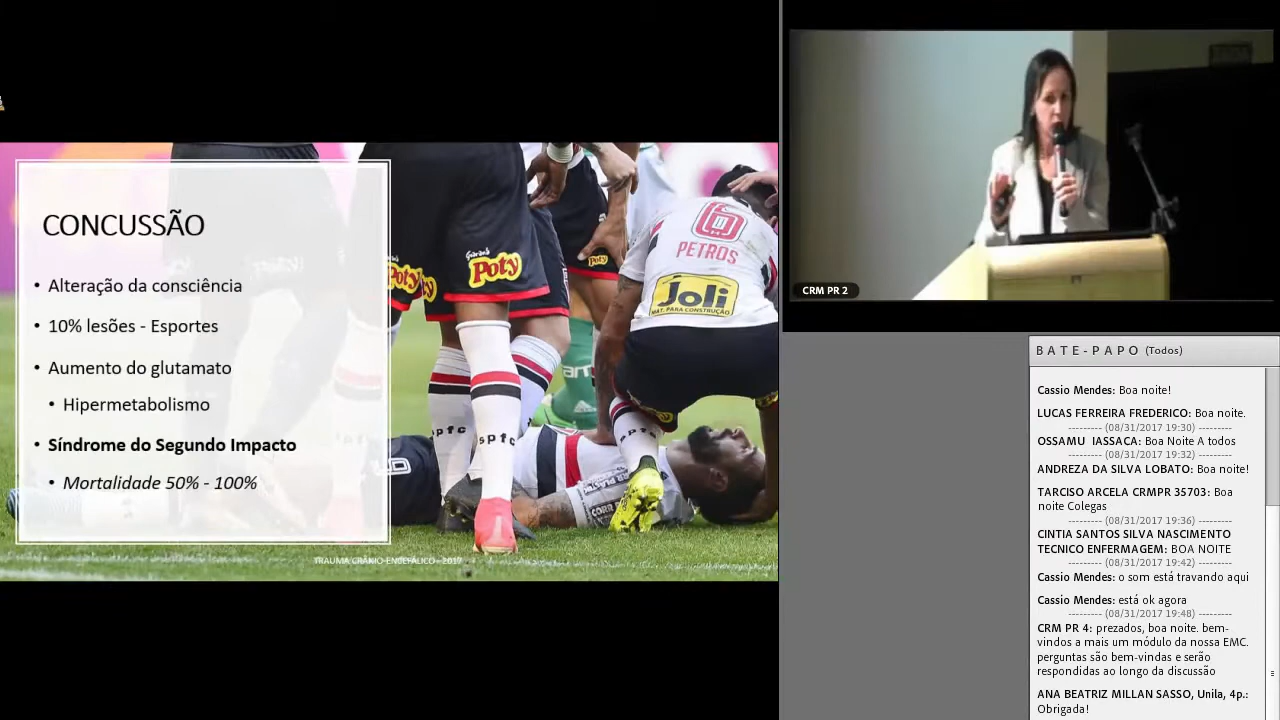 CONCUSSÃO
• Alteração da consciência
• 10% lesões - Esportes
• Aumento do glutamato
• Hipermetabolismo
• Síndrome do Segundo Impacto
• Mortalidade 50% - 100%
TRAUMA CRÂNIO-ENCEFÁLICO - 2017
Poty
Poty
Poty
6
PETROS
Joli
MAT. PARA CONSTRUÇÃO
spfc
spfc
spfc
CRM PR 2
BATE-PAPO (Todos)
Cassio Mendes: Boa noite!
LUCAS FERREIRA FREDERICO: Boa noite.
--------- (08/31/2017 19:30) ---------
OSSAMU IASSACA: Boa Noite A todos
--------- (08/31/2017 19:32) ---------
ANDREZA DA SILVA LOBATO: Boa noite!
TARCISO ARCELA CRMPR 35703: Boa
noite Colegas
--------- (08/31/2017 19:36) ---------
CINTIA SANTOS SILVA NASCIMENTO
TECNICO ENFERMAGEM: BOA NOITE
--------- (08/31/2017 19:42) ---------
Cassio Mendes: o som está travando aqui
Cassio Mendes: está ok agora
--------- (08/31/2017 19:48) ---------
CRM PR 4: prezados, boa noite. bem-
vindos a mais um módulo da nossa EMC.
perguntas são bem-vindas e serão
respondidas ao longo da discussão
ANA BEATRIZ MILLAN SASSO, Unila, 4p.:
Obrigada!